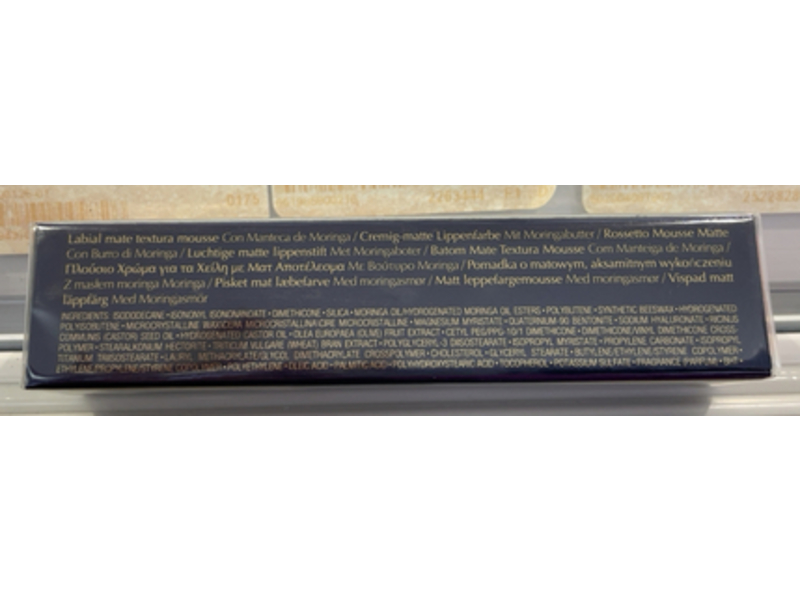 0175
Labial mate textura mousse Con Manteca de Moringa / Cremig-matte Lippenfarbe Mit Moringabutter / Rossetto Mousse Matte
Con Burro di Moringa / Luchtige matte lippenstift Met Moringaboter / Batom Mate Textura Mousse Com Manteiga de Moringa /
Πλούσιο Χρώμα για τα Χείλη με Ματ Αποτέλεσμα Με Βούτυρο Moringa / Pomadka o matowym, aksamitnym wykończeniu
Z masłem moringa Moringa / Pisket mat læbefarve Med moringasmør / Matt leppefargemousse Med moringasmør / Vispad matt
läppfärg Med Moringasmör
INGREDIENTS: ISODODECANE • ISONONYL ISONONANOATE • DIMETHICONE • SILICA • MORINGA OIL/HYDROGENATED MORINGA OIL ESTERS • POLYBUTENE • SYNTHETIC BEESWAX • HYDROGENATED
POLYISOBUTENE • MICROCRYSTALLINE WAX\CERA MICROCRISTALLINA\CIRE MICROCRISTALLINE • MAGNESIUM MYRISTATE • QUATERNIUM-90 BENTONITE • SODIUM HYALURONATE • RICINUS
COMMUNIS (CASTOR) SEED OIL • HYDROGENATED CASTOR OIL • OLEA EUROPAEA (OLIVE) FRUIT EXTRACT • CETYL PEG/PPG-10/1 DIMETHICONE • DIMETHICONE/VINYL DIMETHICONE CROSS-
POLYMER • STEARALKONIUM HECTORITE • TRITICUM VULGARE (WHEAT) BRAN EXTRACT • POLYGLYCERYL-3 DIISOSTEARATE • ISOPROPYL MYRISTATE • PROPYLENE CARBONATE • ISOPROPYL
TITANIUM TRIISOSTEARATE • LAURYL METHACRYLATE/GLYCOL DIMETHACRYLATE CROSSPOLYMER • CHOLESTEROL • GLYCERYL STEARATE • BUTYLENE/ETHYLENE/STYRENE COPOLYMER
ETHYLENE/PROPYLENE/STYRENE COPOLYMER • POLYETHYLENE • OLEIC ACID • PALMITIC ACID • POLYHYDROXYSTEARIC ACID • TOCOPHEROL • POTASSIUM SULFATE • FRAGRANCE (PARFUM)